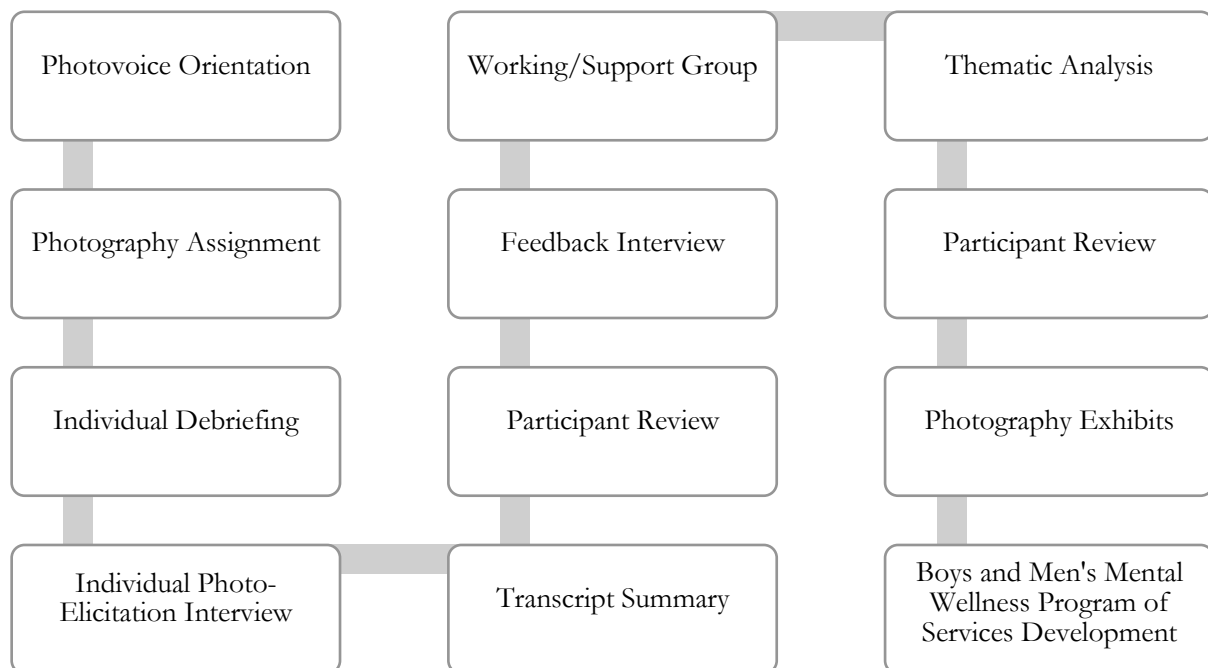 Photovoice Orientation
Photography Assignment
Individual Debriefing
Individual Photo-
Elicitation Interview
Transcript Summary
Participant Review
Feedback Interview
Working/Support Group
Thematic Analysis
Participant Review
Photography Exhibits
Boys and Men's Mental
Wellness Program of
Services Development